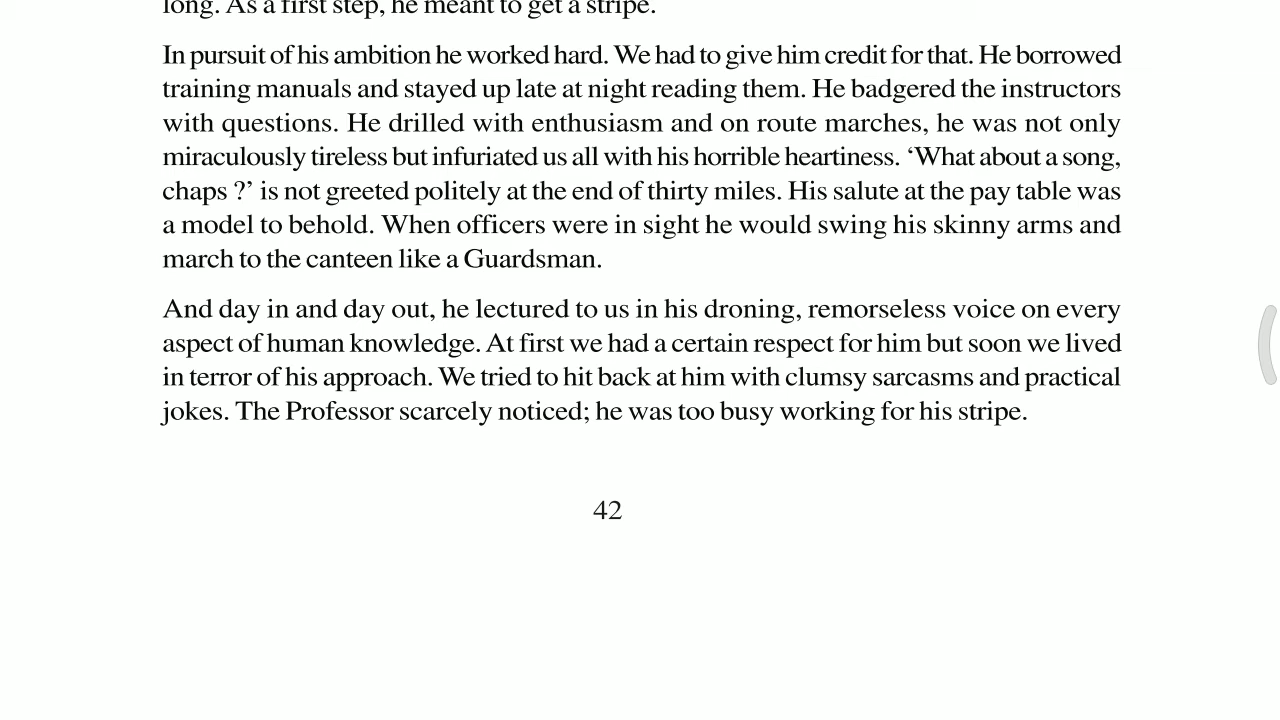 long. As a first step, he meant to get a stripe.
In pursuit of his ambition he worked hard. We had to give him credit for that. He borrowed
training manuals and stayed up late at night reading them. He badgered the instructors
with questions. He drilled with enthusiasm and on route marches, he was not only
miraculously tireless but infuriated us all with his horrible heartiness. ‘What about a song,
chaps ?’ is not greeted politely at the end of thirty miles. His salute at the pay table was
a model to behold. When officers were in sight he would swing his skinny arms and
march to the canteen like a Guardsman.
And day in and day out, he lectured to us in his droning, remorseless voice on every
aspect of human knowledge. At first we had a certain respect for him but soon we lived
in terror of his approach. We tried to hit back at him with clumsy sarcasms and practical
jokes. The Professor scarcely noticed; he was too busy working for his stripe.
42